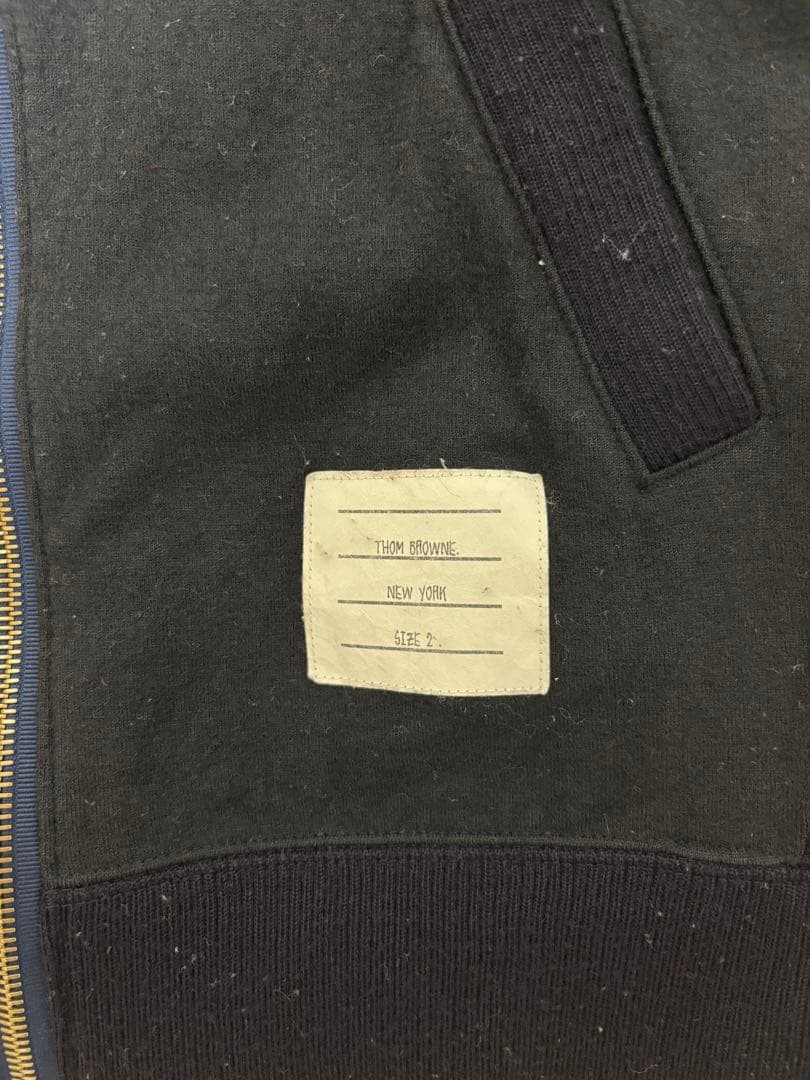 THOM BROWNE.
NEW YORK
SIZE 2.